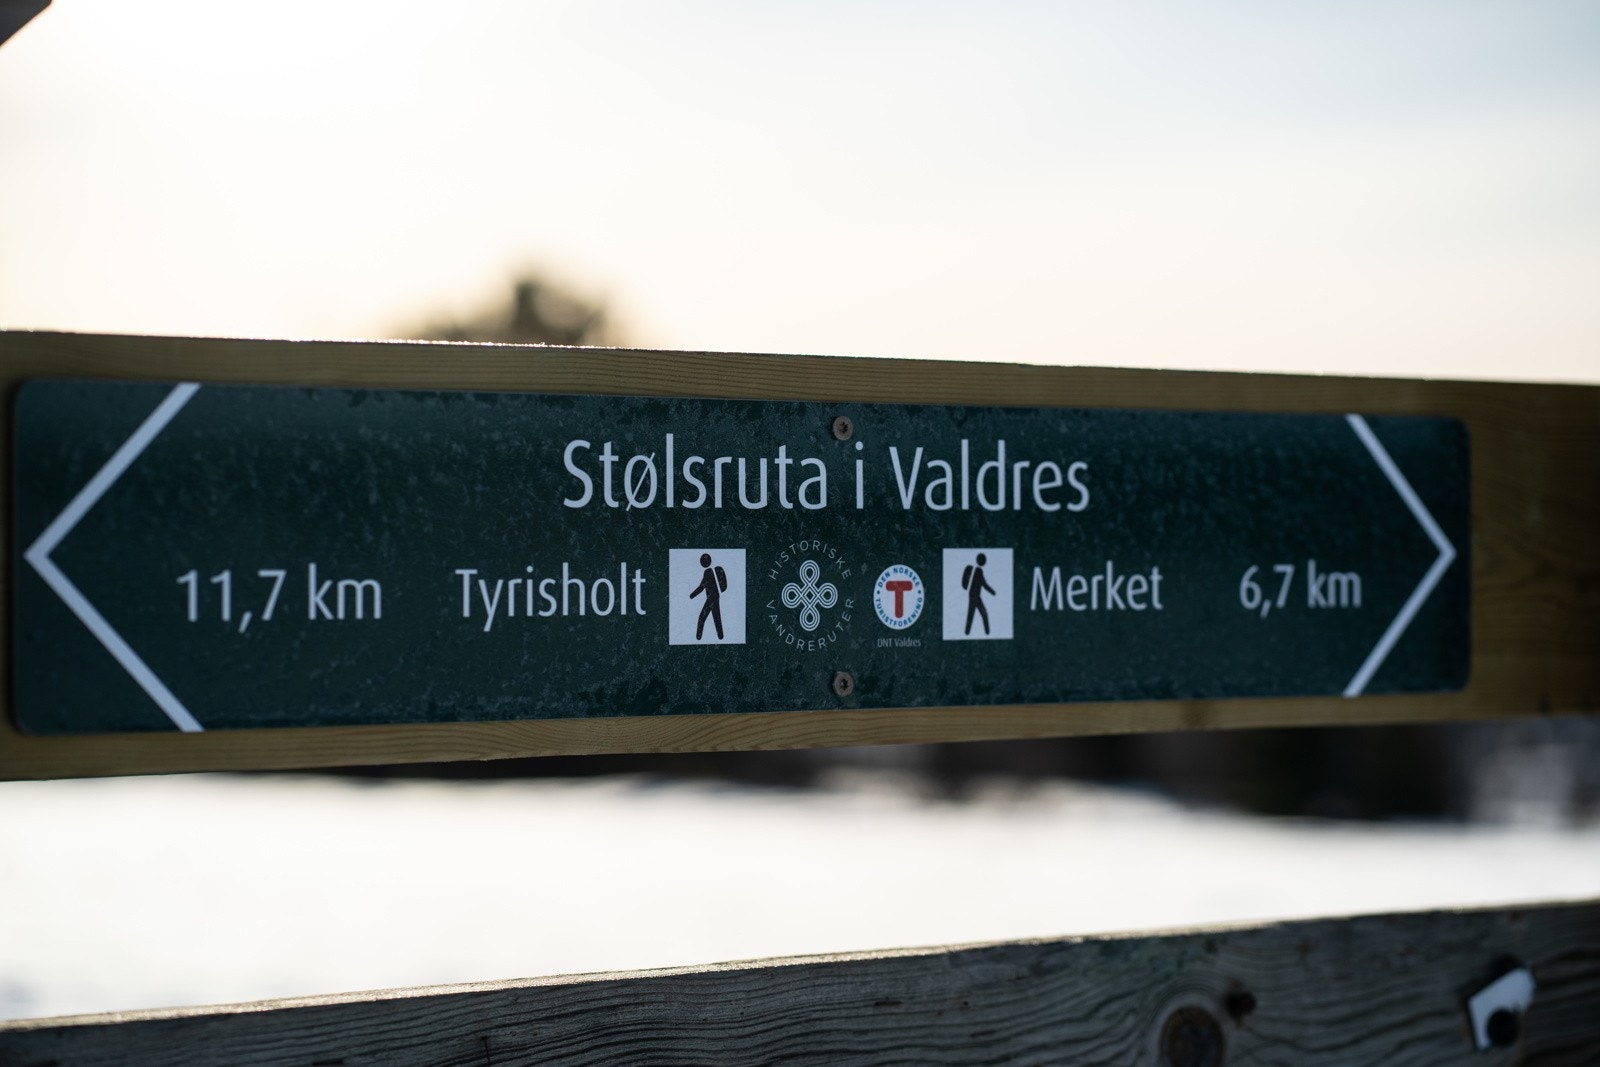 Stølsruta i Valdres
11,7 km Tyrisholt Merket 6,7 km
HISTORISKE VANDRERUTER
DEN NORSKE TURISTFORENING
T
DNT Valdres